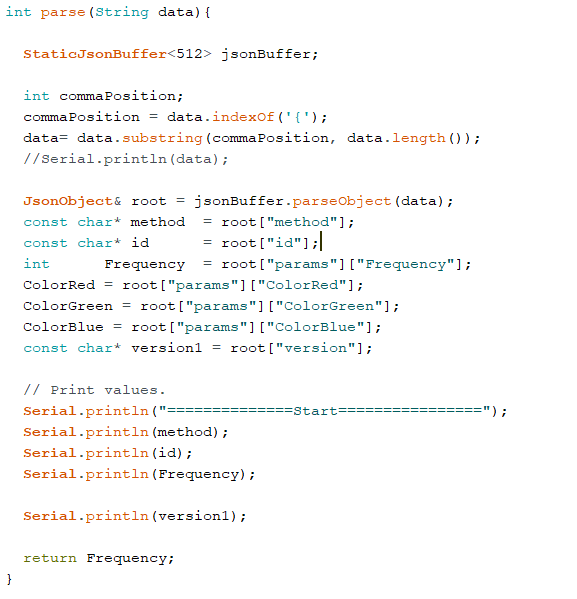 int parse(String data){
StaticJsonBuffer<512> jsonBuffer;
int commaPosition;
commaPosition = data.indexOf('{');
data= data.substring(commaPosition, data.length());
//Serial.println(data);
JsonObject& root = jsonBuffer.parseObject(data);
const char* method  = root["method"];
const char* id      = root["id"];
int      Frequency  = root["params"]["Frequency"];
ColorRed = root["params"]["ColorRed"];
ColorGreen = root["params"]["ColorGreen"];
ColorBlue = root["params"]["ColorBlue"];
const char* version1 = root["version"];
// Print values.
Serial.println("==============Start================");
Serial.println(method);
Serial.println(id);
Serial.println(Frequency);
Serial.println(version1);
return Frequency;
}